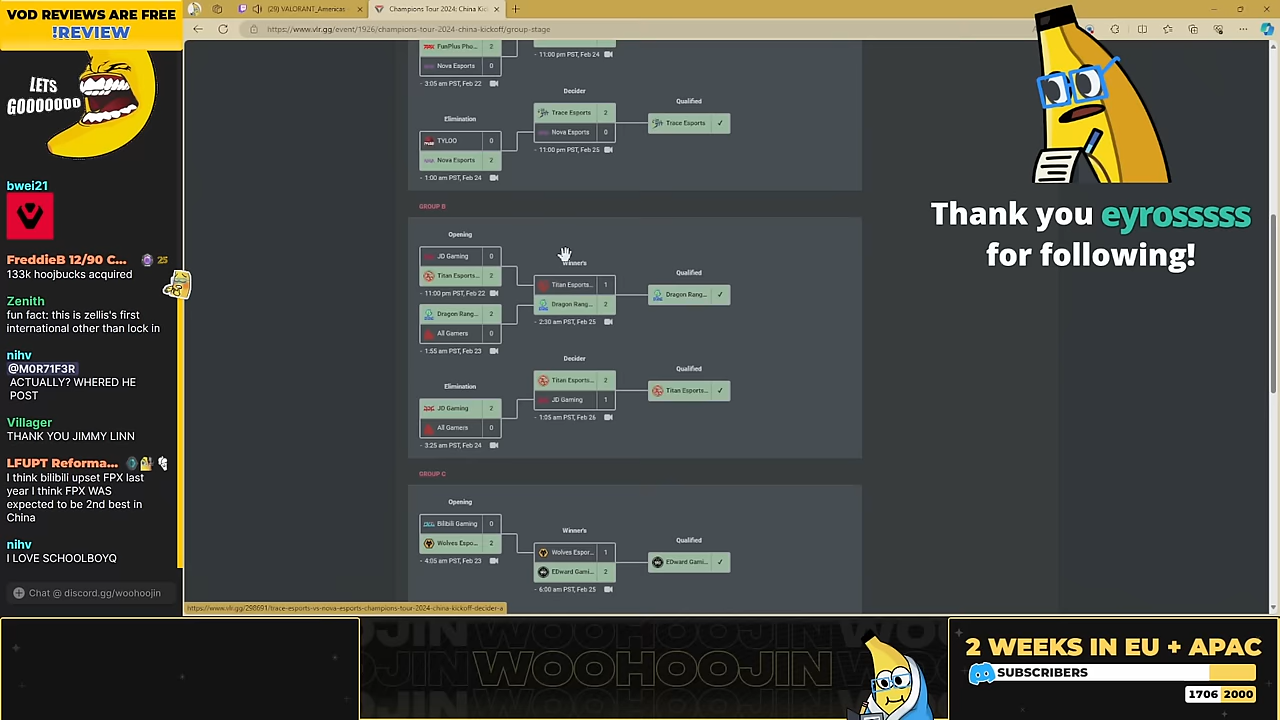 VOD REVIEWS ARE FREE
!REVIEW
LETS
GOOOOOOO
bwei21
FreddieB 12/90 C... 25
133k hoojbucks acquired
Zenith
fun fact: this is zellis's first
international other than lock in
nihv
@M0R71F3R
ACTUALLY? WHERED HE
POST
Villager
THANK YOU JIMMY LINN
LFUPT Reforma...
I think bilibili upset FPX last
year I think FPX WAS
expected to be 2nd best in
China
nihv
I LOVE SCHOOLBOYQ
Chat @ discord.gg/woohoojin
(29) VALORANT_Americas
Champions Tour 2024: China Kic
https://www.vlr.gg/event/1926/champions-tour-2024-china-kickoff/group-stage
FunPlus Pho... 2
Nova Esports 0
3:05 am PST, Feb 22
11:00 pm PST, Feb 24
Elimination
TYLOO 0
Nova Esports 2
1:00 am PST, Feb 24
Decider
Trace Esports 2
Nova Esports 0
11:00 pm PST, Feb 25
Qualified
Trace Esports ✓
GROUP B
Opening
JD Gaming 0
Titan Esports... 2
11:00 pm PST, Feb 22
Dragon Rang... 2
All Gamers 0
1:55 am PST, Feb 23
Winner's
Titan Esports... 1
Dragon Rang... 2
2:30 am PST, Feb 25
Qualified
Dragon Rang... ✓
Elimination
JD Gaming 2
All Gamers 0
3:25 am PST, Feb 24
Decider
Titan Esports... 2
JD Gaming 1
1:05 am PST, Feb 26
Qualified
Titan Esports... ✓
GROUP C
Opening
Bilibili Gaming 0
Wolves Espo... 2
4:05 am PST, Feb 23
Winner's
Wolves Espor... 1
EDward Gami... 2
6:00 am PST, Feb 25
Qualified
EDward Gami... ✓
https://www.vlr.gg/298691/trace-esports-vs-nova-esports-champions-tour-2024-china-kickoff-decider-a
Thank you eyrosssss
for following!
WOOHOOJIN
2 WEEKS IN EU + APAC
SUBSCRIBERS
1706 2000